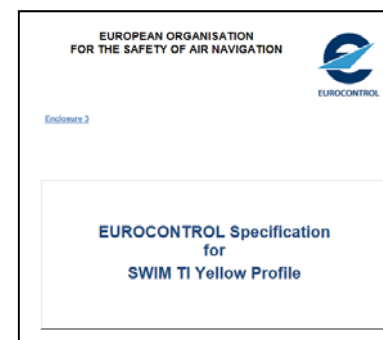 EUROPEAN ORGANISATION
FOR THE SAFETY OF AIR NAVIGATION
EUROCONTROL
Enclosure 3
EUROCONTROL Specification
for
SWIM TI Yellow Profile